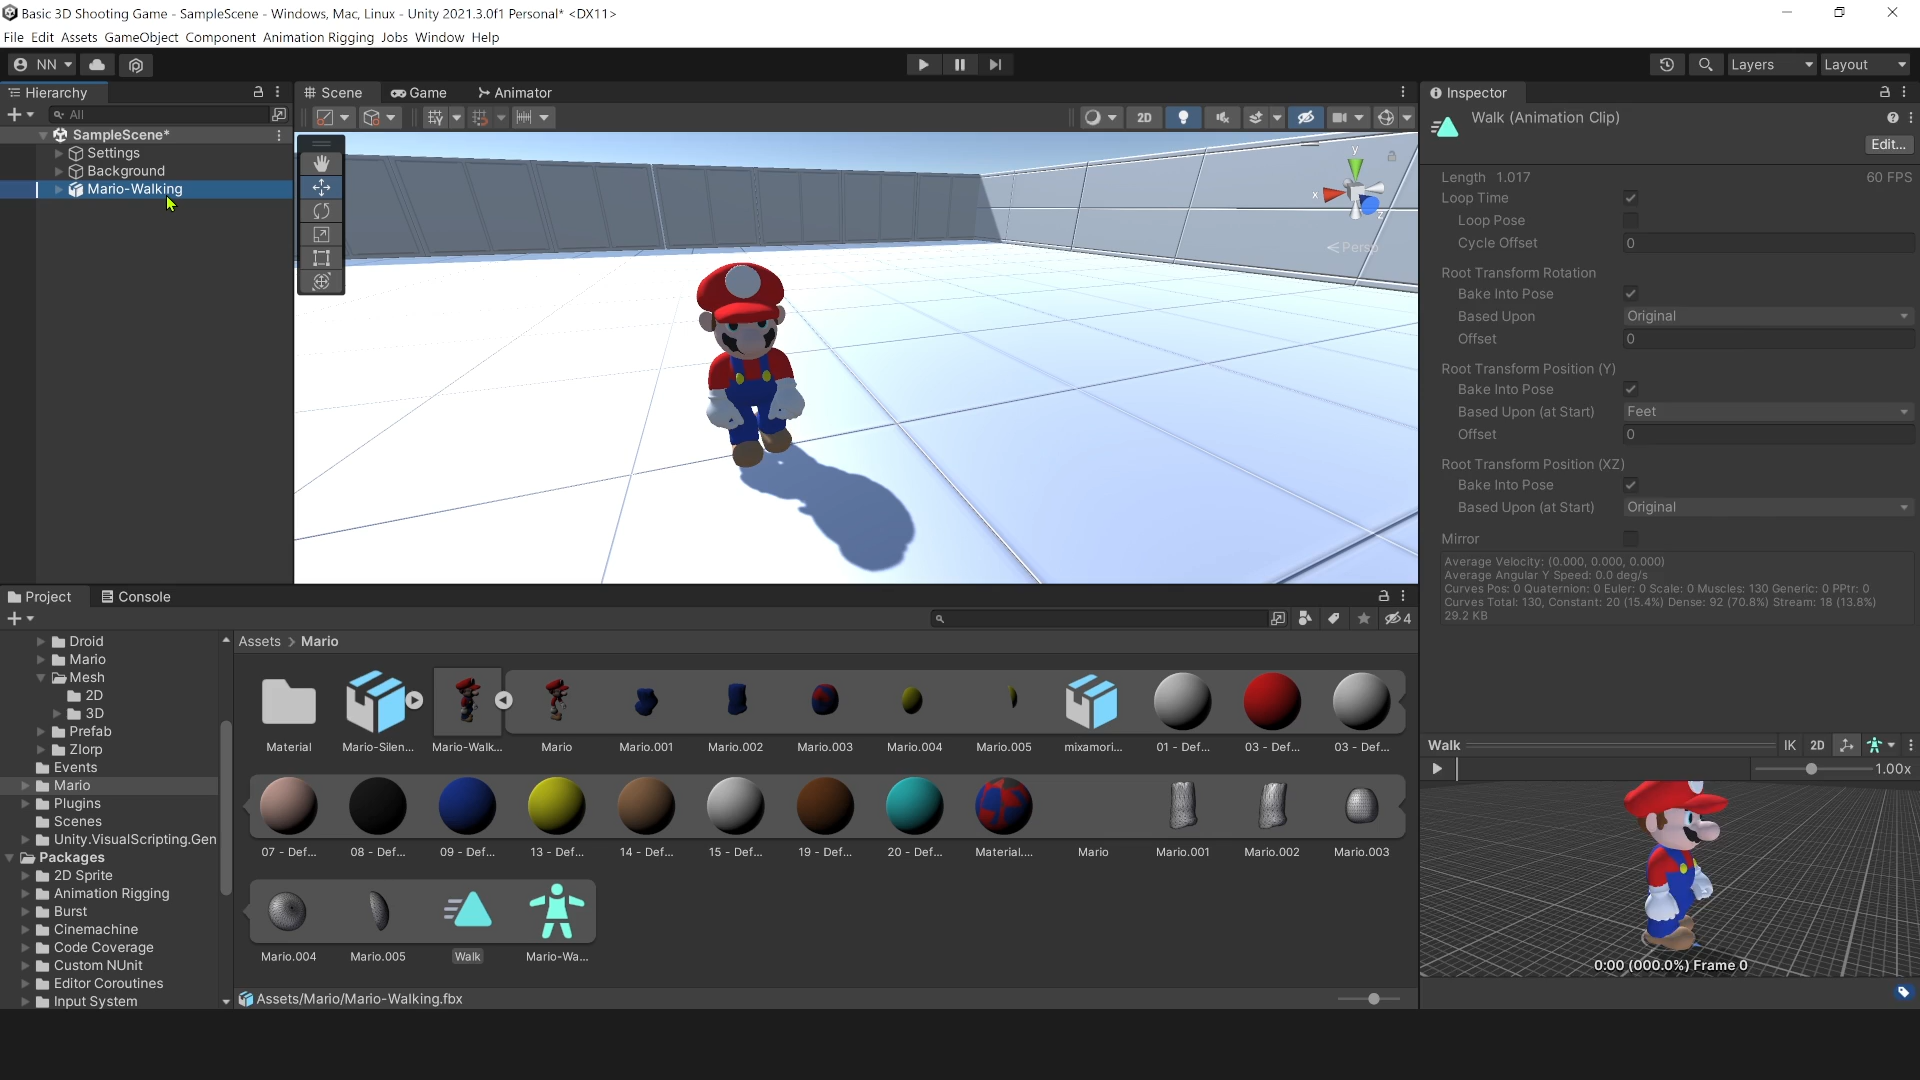 Basic 3D Shooting Game - SampleScene - Windows, Mac, Linux - Unity 2021.3.0f1 Personal* <DX11>
File Edit Assets GameObject Component Animation Rigging Jobs Window Help
NN
Layers
Layout
Hierarchy
All
SampleScene*
Settings
Background
Mario-Walking
Scene
Game
Animator
2D
y
x
z
Persp
Inspector
Walk (Animation Clip)
Edit...
Length 1.017
60 FPS
Loop Time
Loop Pose
Cycle Offset
0
Root Transform Rotation
Bake Into Pose
Based Upon
Original
Offset
0
Root Transform Position (Y)
Bake Into Pose
Based Upon (at Start)
Feet
Offset
0
Root Transform Position (XZ)
Bake Into Pose
Based Upon (at Start)
Original
Mirror
Average Velocity: (0.000, 0.000, 0.000)
Average Angular Y Speed: 0.0 deg/s
Curves Pos: 0 Quaternion: 0 Euler: 0 Scale: 0 Muscles: 130 Generic: 0 PPtr: 0
Curves Total: 130, Constant: 20 (15.4%) Dense: 92 (70.8%) Stream: 18 (13.8%)
29.2 KB
Walk
IK
2D
1.00x
0:00 (000.0%) Frame 0
Project
Console
4
Droid
Mario
Mesh
2D
3D
Prefab
Zlorp
Events
Mario
Plugins
Scenes
Unity.VisualScripting.Gen
Packages
2D Sprite
Animation Rigging
Burst
Cinemachine
Code Coverage
Custom NUnit
Editor Coroutines
Input System
Assets > Mario
Material
Mario-Silen...
Mario-Walk...
Mario
Mario.001
Mario.002
Mario.003
Mario.004
Mario.005
mixamori...
01 - Def...
03 - Def...
03 - Def...
07 - Def...
08 - Def...
09 - Def...
13 - Def...
14 - Def...
15 - Def...
19 - Def...
20 - Def...
Material....
Mario
Mario.001
Mario.002
Mario.003
Mario.004
Mario.005
Walk
Mario-Wa...
Assets/Mario/Mario-Walking.fbx